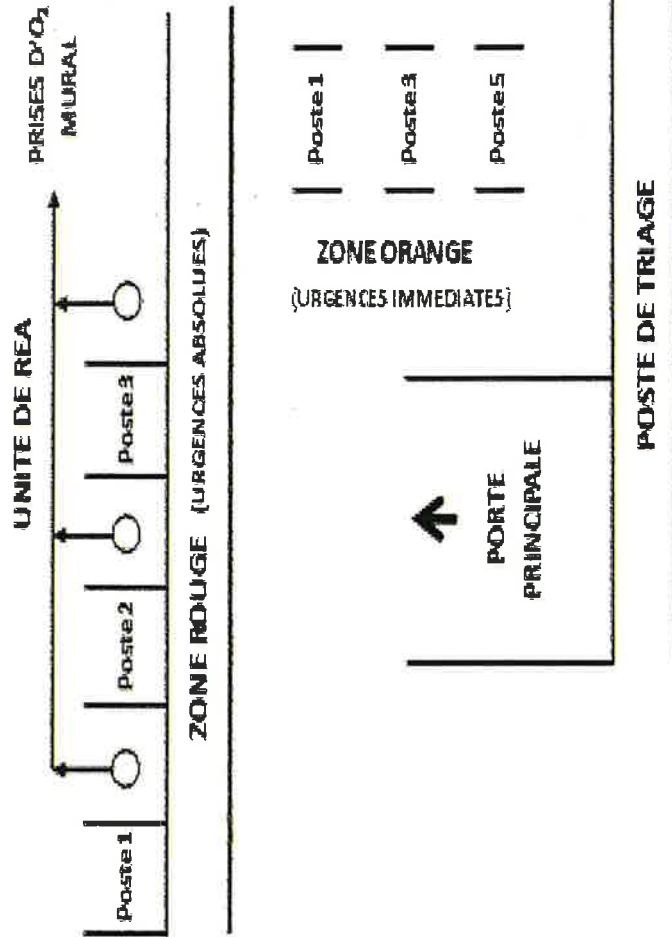 UNITE DE REA
PRISES D'O₂
MURAL
Poste 1
Poste 2
Poste 3
ZONE ROUGE (URGENCES ABSOLUES)
ZONE ORANGE
(URGENCES IMMEDIATES)
Poste 1
Poste 3
Poste 5
PORTE
PRINCIPALE
POSTE DE TRIAGE